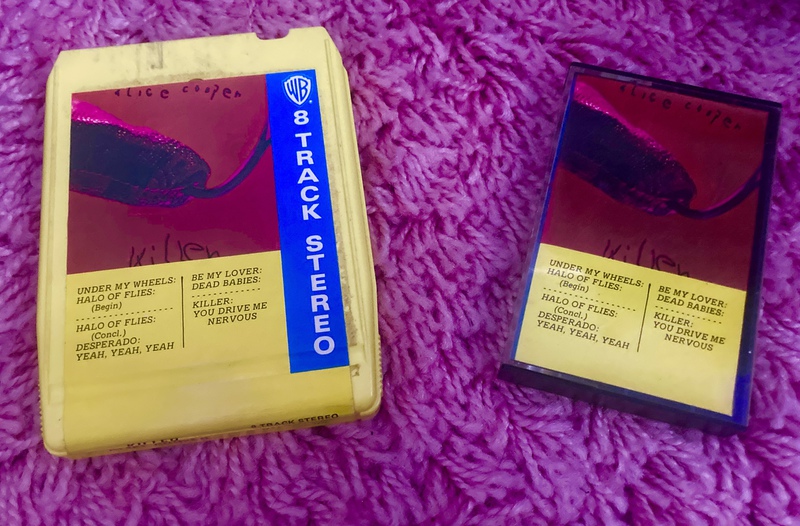 alice cooper
Killer
WB
8 TRACK STEREO
UNDER MY WHEELS:
HALO OF FLIES:
(Begin)
HALO OF FLIES:
(Concl.)
DESPERADO:
YEAH, YEAH, YEAH
BE MY LOVER:
DEAD BABIES:
KILLER:
YOU DRIVE ME
NERVOUS
KILLER
8 TRACK STEREO
alice cooper
Killer
UNDER MY WHEELS:
HALO OF FLIES:
(Begin)
HALO OF FLIES:
(Concl.)
DESPERADO:
YEAH, YEAH, YEAH
BE MY LOVER:
DEAD BABIES:
KILLER:
YOU DRIVE ME
NERVOUS